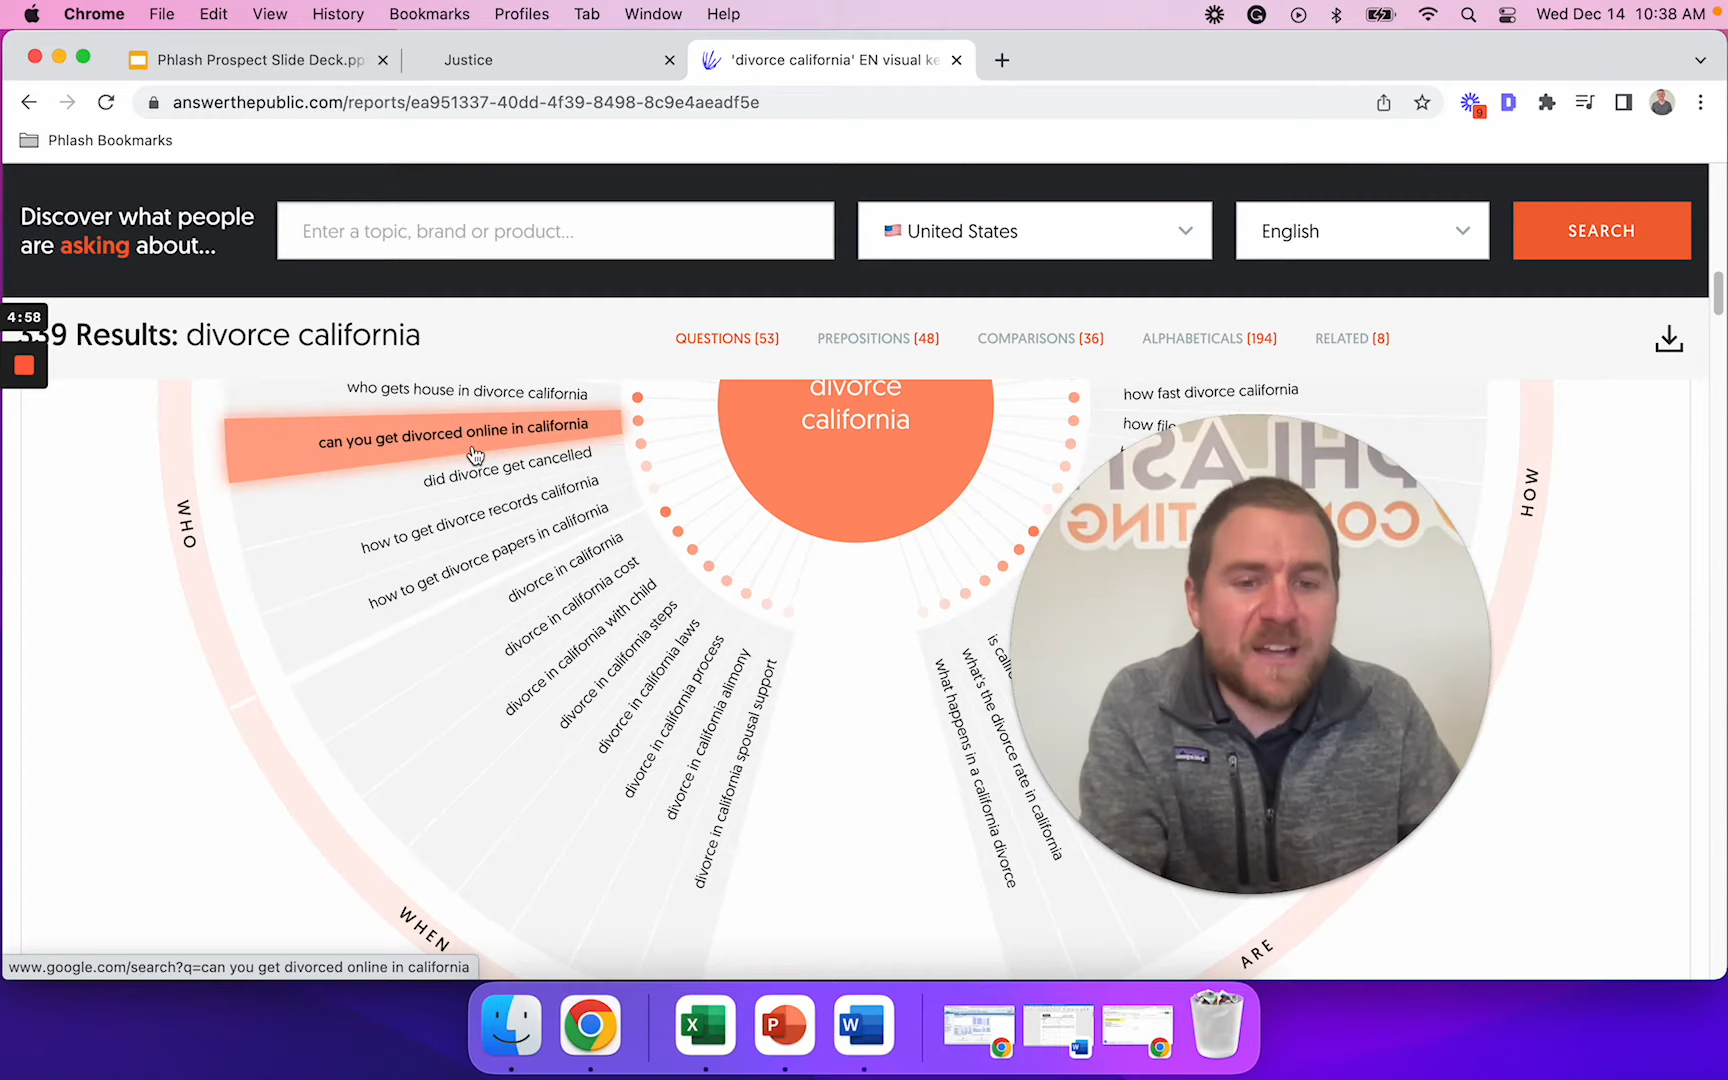 Chrome File Edit View History Bookmarks Profiles Tab Window Help
Wed Dec 14 10:38 AM
Phlash Prospect Slide Deck.pp
Justice
'divorce california' EN visual ke
answerthepublic.com/reports/ea951337-40dd-4f39-8498-8c9e4aeadf5e
9
Phlash Bookmarks
Discover what people
are asking about...
Enter a topic, brand or product...
United States
English
SEARCH
4:58
39 Results: divorce california
QUESTIONS (53)
PREPOSITIONS (48)
COMPARISONS (36)
ALPHABETICALS (194)
RELATED (8)
divorce
california
who gets house in divorce california
can you get divorced online in california
did divorce get cancelled
how to get divorce records california
how to get divorce papers in california
divorce in california
divorce in california cost
divorce in california with child
divorce in california steps
divorce in california laws
divorce in california process
divorce in california alimony
divorce in california spousal support
how fast divorce california
how file
is
what's the divorce rate in california
what happens in a california divorce
WHO
HOW
WHEN
ARE
PHLAS
CO
TING
www.google.com/search?q=can you get divorced online in california
X
P
W
W